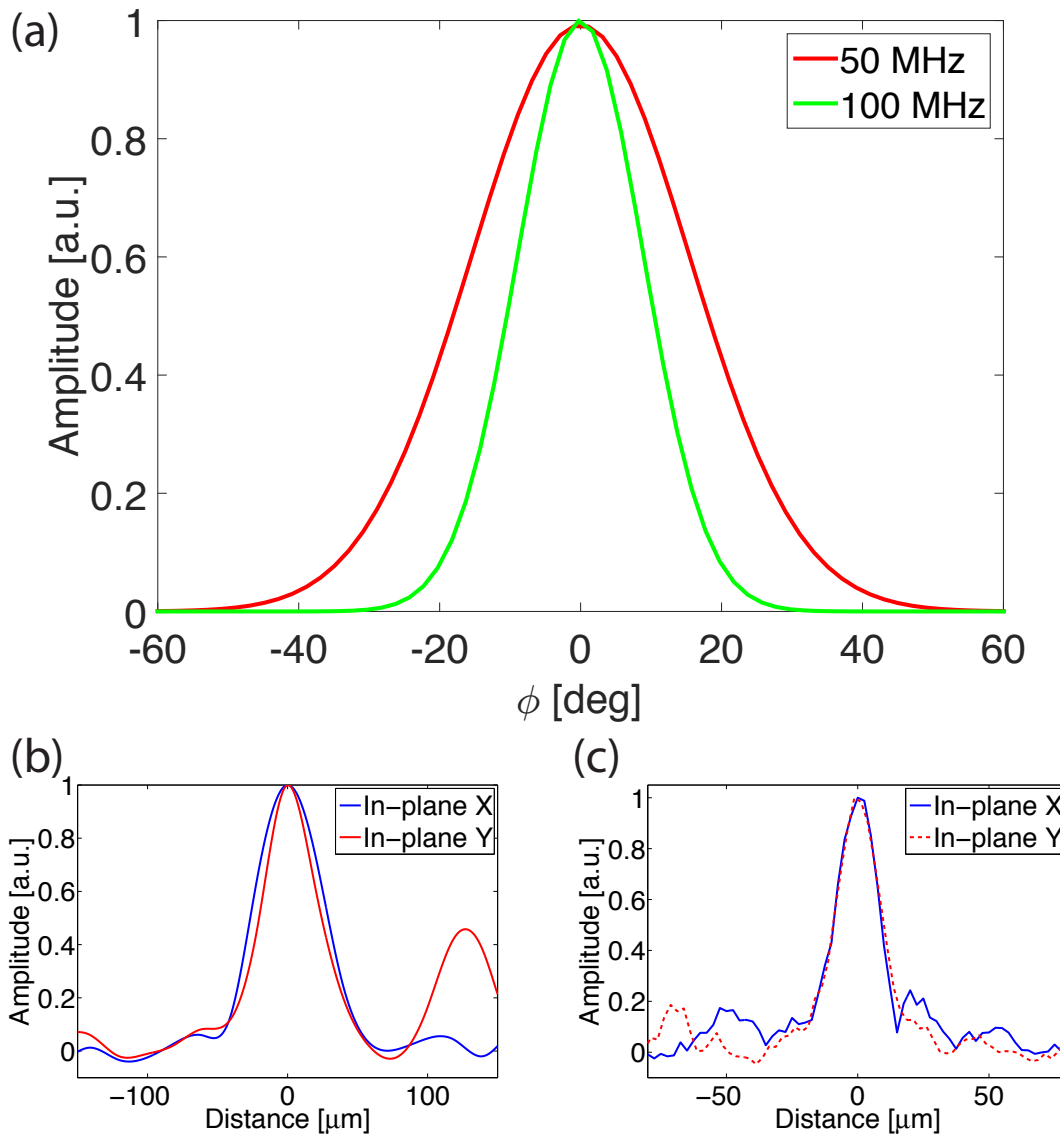 (a)
50 MHz
100 MHz
Amplitude [a.u.]
1
0.8
0.6
0.4
0.2
0
-60
-40
-20
0
20
40
60
ϕ [deg]
(b)
In-plane X
In-plane Y
Amplitude [a.u.]
1
0.8
0.6
0.4
0.2
0
−100
0
100
Distance [μm]
(c)
In-plane X
In-plane Y
Amplitude [a.u.]
1
0.8
0.6
0.4
0.2
0
−50
0
50
Distance [μm]